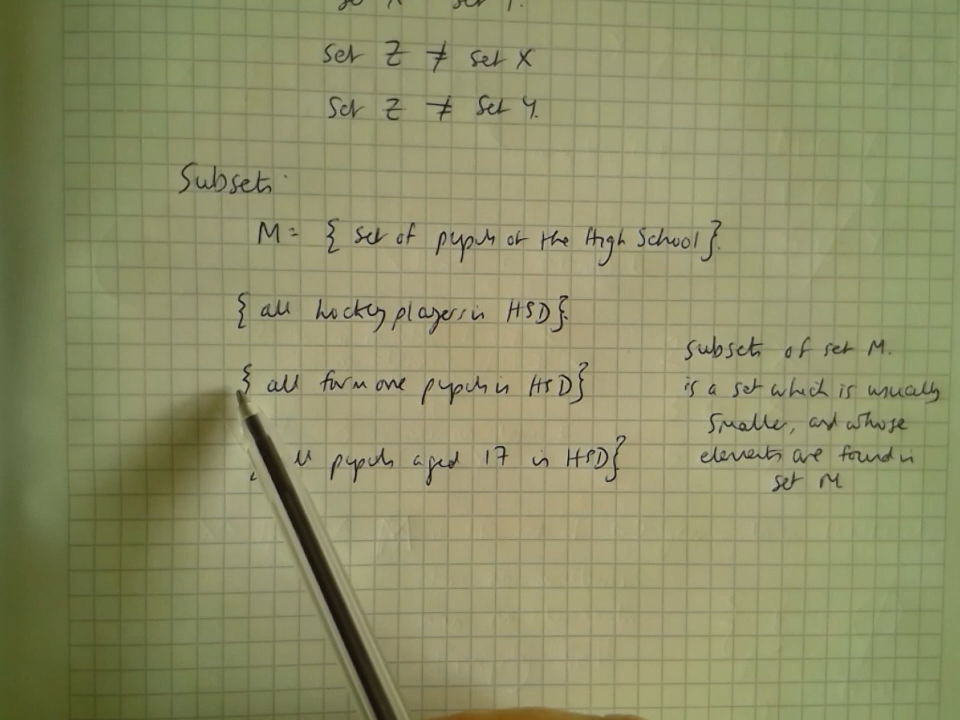 set Z ≠ set X
Set Z ≠ Set Y.
Subsets
M = { set of pupils of the High School }.
{ all hockey players in HSD }.
{ all form one pupils in HSD }
pupils aged 17 in HSD }
subsets of set M.
is a set which is usually
smaller, and whose
elements are found in
set M